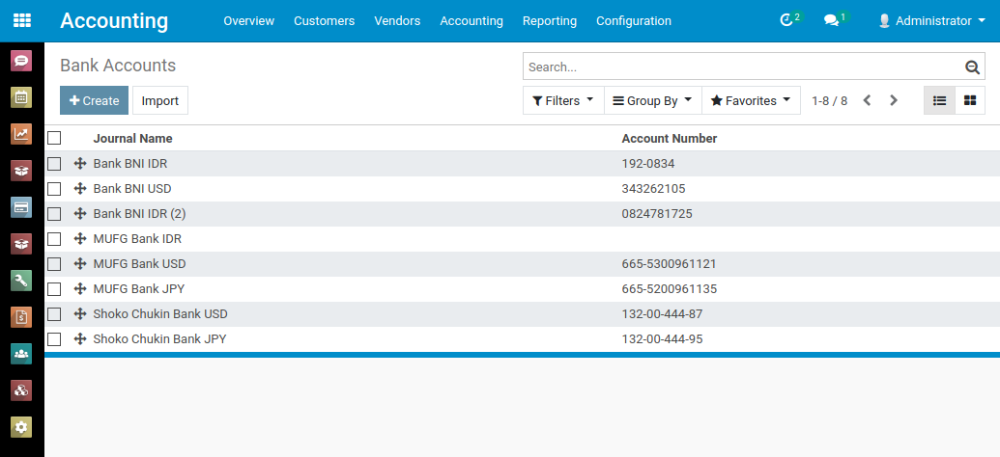 Accounting Overview Customers Vendors Accounting Reporting Configuration 2 1 Administrator
Bank Accounts Search...
Create Import Filters Group By Favorites 1-8 / 8
Journal Name Account Number
Bank BNI IDR 192-0834
Bank BNI USD 343262105
Bank BNI IDR (2) 0824781725
MUFG Bank IDR
MUFG Bank USD 665-5300961121
MUFG Bank JPY 665-5200961135
Shoko Chukin Bank USD 132-00-444-87
Shoko Chukin Bank JPY 132-00-444-95